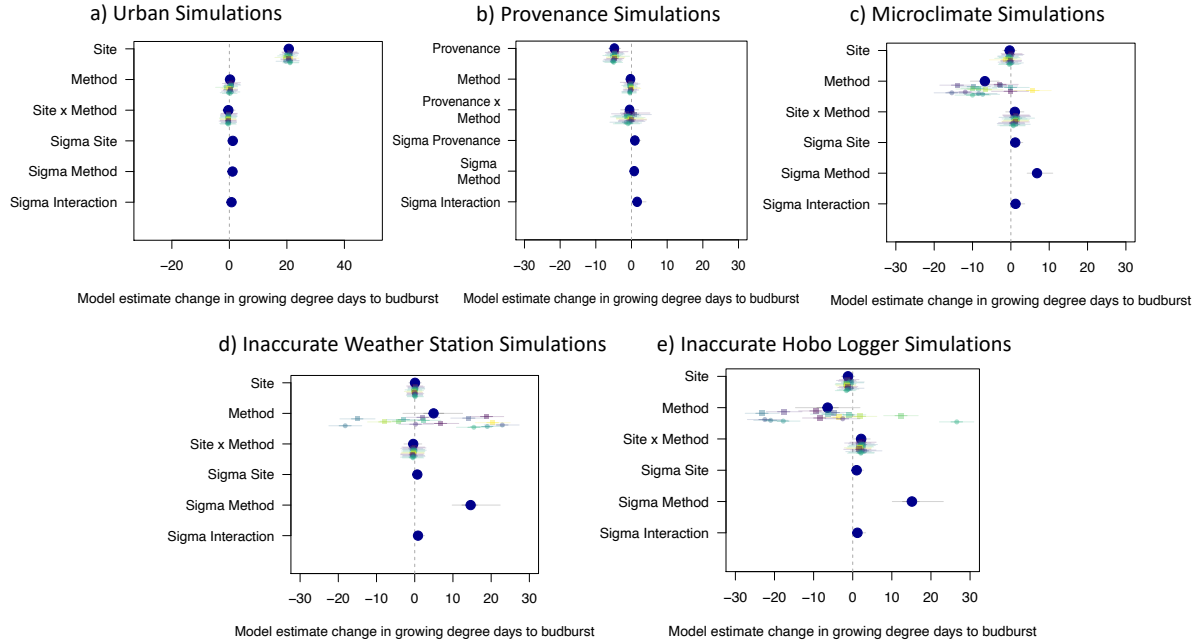 a) Urban Simulations
Site
Method
Site x Method
Sigma Site
Sigma Method
Sigma Interaction
−20 0 20 40
Model estimate change in growing degree days to budburst
b) Provenance Simulations
Provenance
Method
Provenance x
Method
Sigma Provenance
Sigma
Method
Sigma Interaction
−30 −20 −10 0 10 20 30
Model estimate change in growing degree days to budburst
c) Microclimate Simulations
Site
Method
Site x Method
Sigma Site
Sigma Method
Sigma Interaction
−30 −20 −10 0 10 20 30
Model estimate change in growing degree days to budburst
d) Inaccurate Weather Station Simulations
Site
Method
Site x Method
Sigma Site
Sigma Method
Sigma Interaction
−30 −20 −10 0 10 20 30
Model estimate change in growing degree days to budburst
e) Inaccurate Hobo Logger Simulations
Site
Method
Site x Method
Sigma Site
Sigma Method
Sigma Interaction
−30 −20 −10 0 10 20 30
Model estimate change in growing degree days to budburst